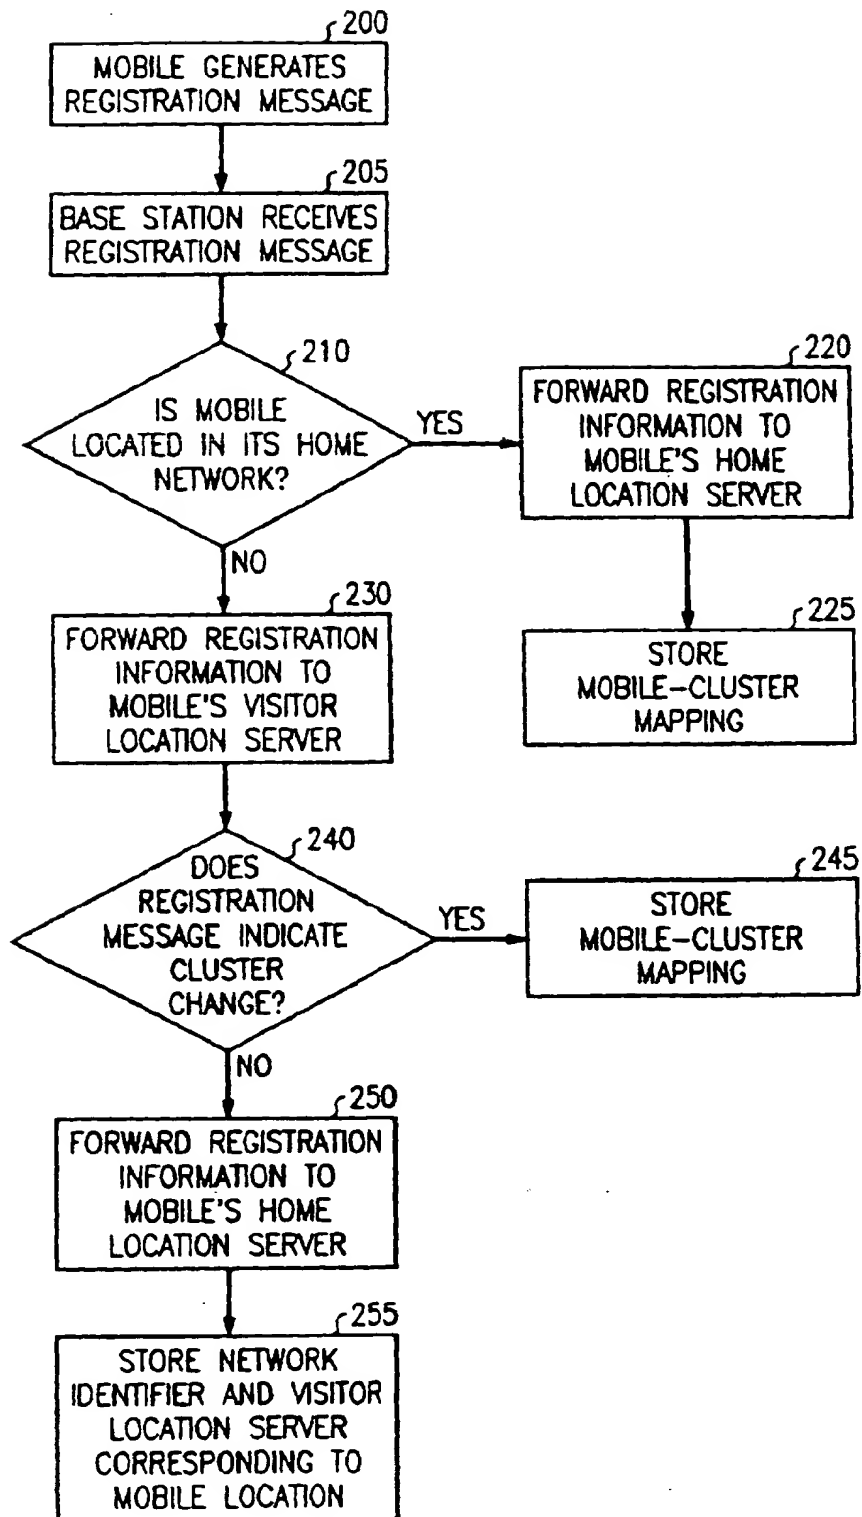 200
MOBILE GENERATES
REGISTRATION MESSAGE
205
BASE STATION RECEIVES
REGISTRATION MESSAGE
210
IS MOBILE
LOCATED IN ITS HOME
NETWORK?
YES
220
FORWARD REGISTRATION
INFORMATION TO
MOBILE'S HOME
LOCATION SERVER
225
STORE
MOBILE-CLUSTER
MAPPING
NO
230
FORWARD REGISTRATION
INFORMATION TO
MOBILE'S VISITOR
LOCATION SERVER
240
DOES
REGISTRATION
MESSAGE INDICATE
CLUSTER
CHANGE?
YES
245
STORE
MOBILE-CLUSTER
MAPPING
NO
250
FORWARD REGISTRATION
INFORMATION TO
MOBILE'S HOME
LOCATION SERVER
255
STORE NETWORK
IDENTIFIER AND VISITOR
LOCATION SERVER
CORRESPONDING TO
MOBILE LOCATION